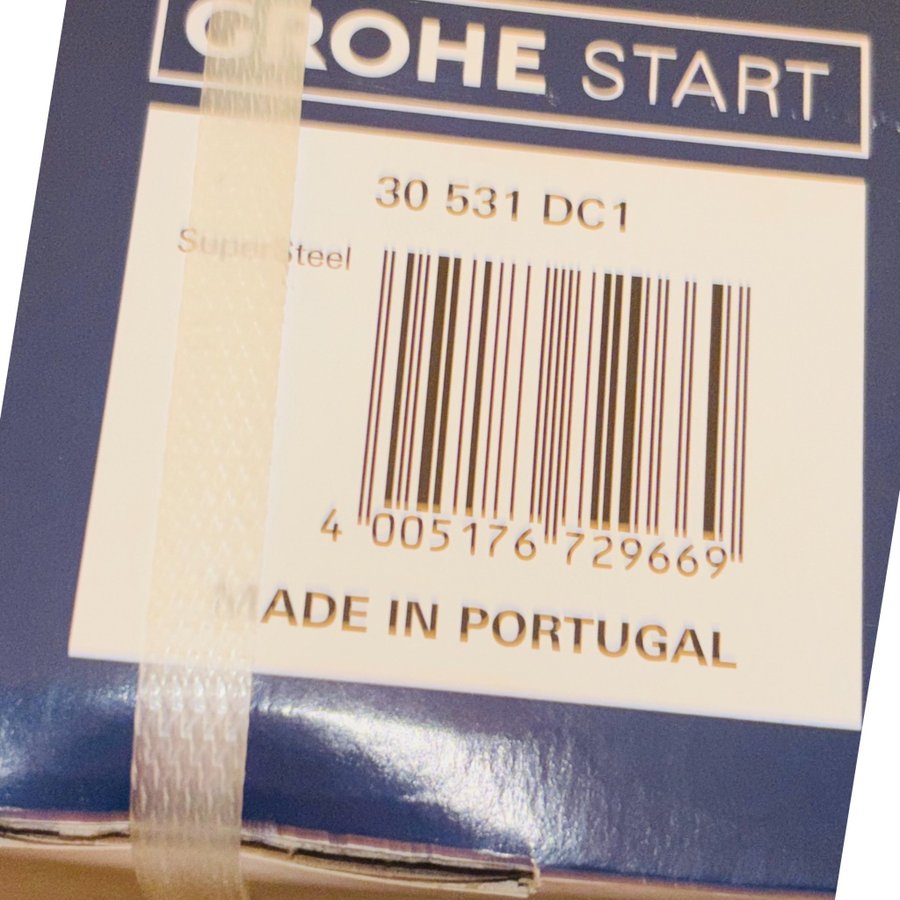 GROHE START
30 531 DC1
SuperSteel
4 005176 729669
MADE IN PORTUGAL